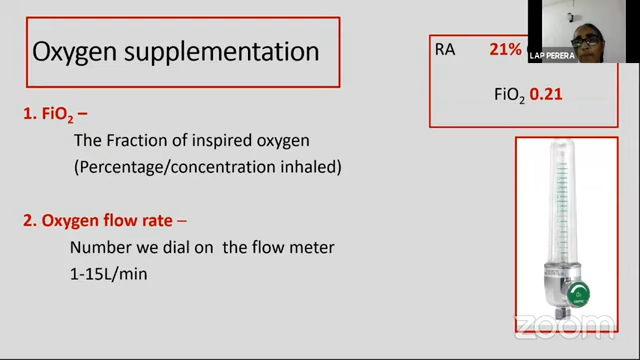 Oxygen supplementation
RA 21%
LAP PERERA
FiO2 0.21
1. FiO2 –
The Fraction of inspired oxygen
(Percentage/concentration inhaled)
2. Oxygen flow rate –
Number we dial on the flow meter
1-15L/min
zoom